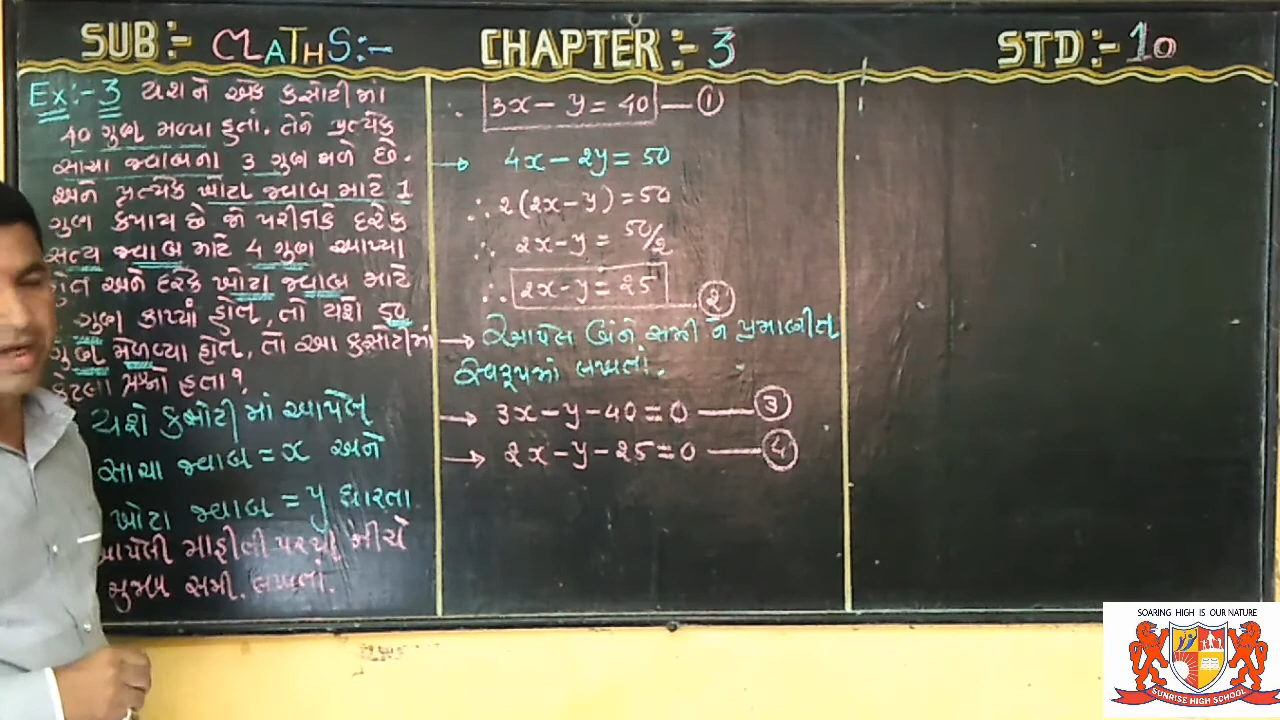 SUB:- MATHS:-
CHAPTER:- 3
STD:- 10
Ex:- 3 યશને એક કસોટીમાં
40 ગુણ મળ્યા હતાં. તેને પ્રત્યેક
સાચા જવાબના 3 ગુણ મળે છે.
અને પ્રત્યેક ખોટા જવાબ માટે 1
ગુણ કપાય છે જો પરીક્ષકે દરેક
સત્ય જવાબ માટે 4 ગુણ આપ્યા
હોત અને દરેક ખોટા જવાબ માટે
ગુણ કાપ્યાં હોત, તો યશે 50
ગુણ મેળવ્યા હોત, તો આ કસોટીમાં
કેટલા પ્રશ્નો હતા?
યશે કસોટી માં આપેલ
સાચા જવાબ = x અને
ખોટા જવાબ = y ધારતા
આપેલી માહીતી પરથી નીચે
મુજબ સમી. લખતાં.
∴ 3x - y = 40 — ①
→ 4x - 2y = 50
∴ 2(2x - y) = 50
∴ 2x - y = 50/2
∴ 2x - y = 25 — ②
→ આપેલ બંને સમી ને પ્રમાણીત
સ્વરૂપમાં લખતાં.
→ 3x - y - 40 = 0 — ③
→ 2x - y - 25 = 0 — ④
SOARING HIGH IS OUR NATURE
SUNRISE HIGH SCHOOL